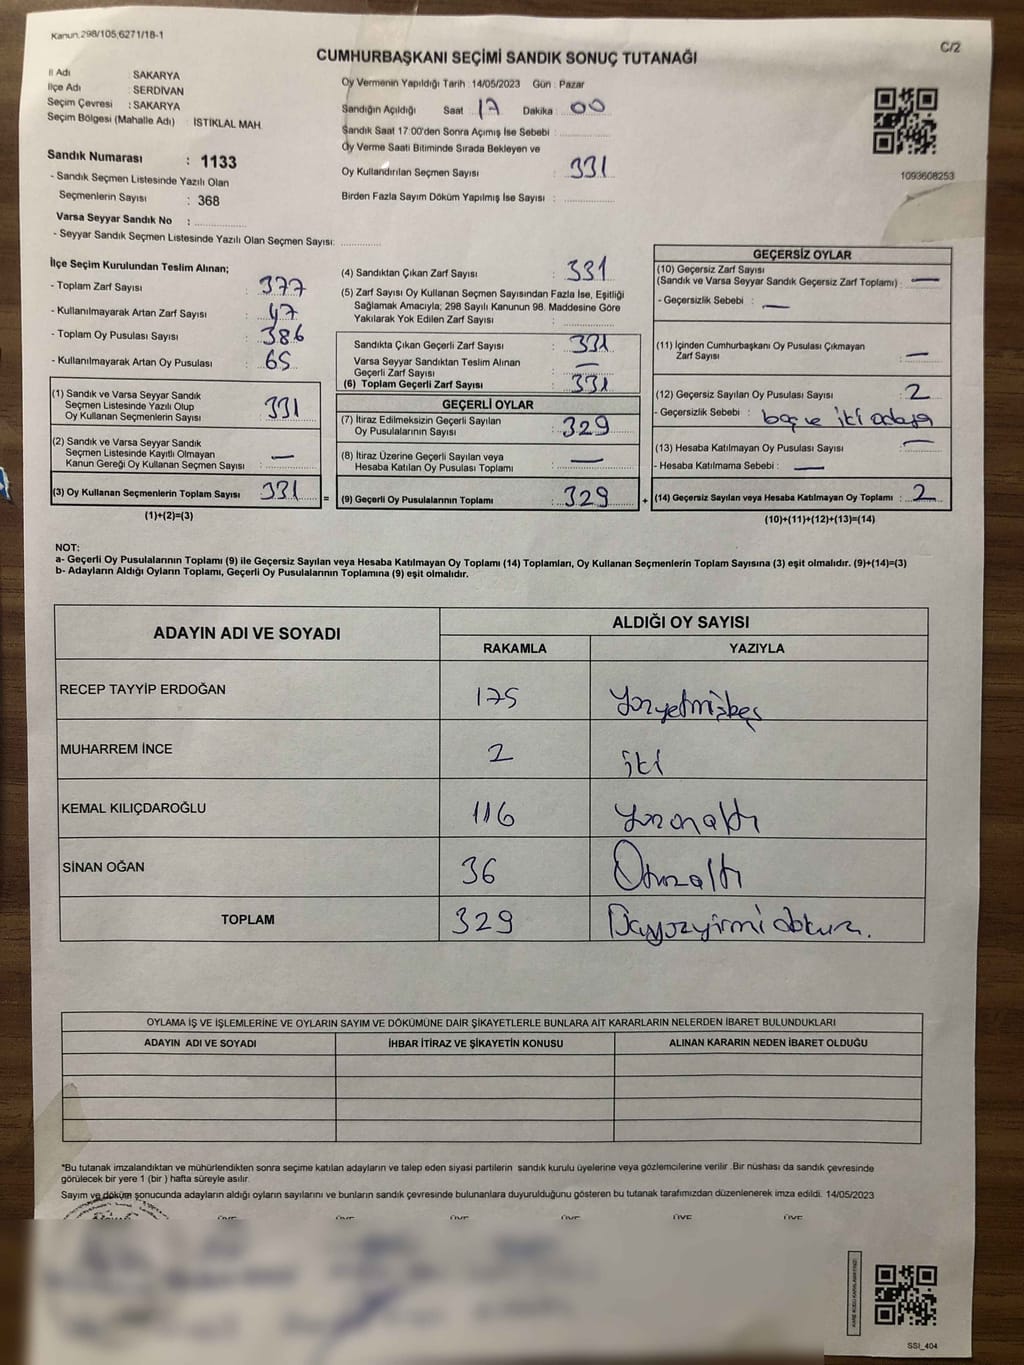 Kanun;298/105;6271/18-1
C/2
CUMHURBAŞKANI SEÇİMİ SANDIK SONUÇ TUTANAĞI
İl Adı SAKARYA
İlçe Adı : SERDİVAN
Seçim Çevresi : SAKARYA
Seçim Bölgesi (Mahalle Adı) : İSTİKLAL MAH.
Sandık Numarası : 1133
- Sandık Seçmen Listesinde Yazılı Olan
Seçmenlerin Sayısı : 368
Varsa Seyyar Sandık No :
- Seyyar Sandık Seçmen Listesinde Yazılı Olan Seçmen Sayısı:
Oy Vermenin Yapıldığı Tarih : 14/05/2023 Gün : Pazar
Sandığın Açıldığı Saat 17 Dakika : 00
Sandık Saat 17:00'den Sonra Açımış İse Sebebi :
Oy Verme Saati Bitiminde Sırada Bekleyen ve
Oy Kullandırılan Seçmen Sayısı : 331
Birden Fazla Sayım Döküm Yapılmış İse Sayısı :
1093608253
İlçe Seçim Kurulundan Teslim Alınan;
- Toplam Zarf Sayısı : 377
- Kullanılmayarak Artan Zarf Sayısı : 47
- Toplam Oy Pusulası Sayısı : 386
- Kullanılmayarak Artan Oy Pusulası : 65
(1) Sandık ve Varsa Seyyar Sandık
Seçmen Listesinde Yazılı Olup
Oy Kullanan Seçmenlerin Sayısı : 331
(2) Sandık ve Varsa Seyyar Sandık
Seçmen Listesinde Kayıtlı Olmayan
Kanun Gereği Oy Kullanan Seçmen Sayısı : —
(3) Oy Kullanan Seçmenlerin Toplam Sayısı : 331 =
(1)+(2)=(3)
(4) Sandıktan Çıkan Zarf Sayısı : 331
(5) Zarf Sayısı Oy Kullanan Seçmen Sayısından Fazla İse, Eşitliği
Sağlamak Amacıyla; 298 Sayılı Kanunun 98. Maddesine Göre
Yakılarak Yok Edilen Zarf Sayısı :
Sandıkta Çıkan Geçerli Zarf Sayısı : 331
Varsa Seyyar Sandıktan Teslim Alınan
Geçerli Zarf Sayısı : —
(6) Toplam Geçerli Zarf Sayısı : 331
GEÇERLİ OYLAR
(7) İtiraz Edilmeksizin Geçerli Sayılan
Oy Pusulalarının Sayısı : 329
(8) İtiraz Üzerine Geçerli Sayılan veya
Hesaba Katılan Oy Pusulası Toplamı : —
(9) Geçerli Oy Pusulalarının Toplamı : 329 +
GEÇERSİZ OYLAR
(10) Geçersiz Zarf Sayısı
(Sandık ve Varsa Seyyar Sandık Geçersiz Zarf Toplamı) : —
- Geçersizlik Sebebi : —
(11) İçinden Cumhurbaşkanı Oy Pusulası Çıkmayan
Zarf Sayısı : —
(12) Geçersiz Sayılan Oy Pusulası Sayısı : 2
- Geçersizlik Sebebi : boş ve iki adaya
(13) Hesaba Katılmayan Oy Pusulası Sayısı : —
- Hesaba Katılmama Sebebi : —
(14) Geçersiz Sayılan veya Hesaba Katılmayan Oy Toplamı : 2
(10)+(11)+(12)+(13)=(14)
NOT:
a- Geçerli Oy Pusulalarının Toplamı (9) ile Geçersiz Sayılan veya Hesaba Katılmayan Oy Toplamı (14) Toplamları, Oy Kullanan Seçmenlerin Toplam Sayısına (3) eşit olmalıdır. (9)+(14)=(3)
b- Adayların Aldığı Oyların Toplamı, Geçerli Oy Pusulalarının Toplamına (9) eşit olmalıdır.
ADAYIN ADI VE SOYADI ALDIĞI OY SAYISI
RAKAMLA YAZIYLA
RECEP TAYYİP ERDOĞAN 175 Yüzyetmişbeş
MUHARREM İNCE 2 iki
KEMAL KILIÇDAROĞLU 116 Yüzonaltı
SİNAN OĞAN 36 Otuzaltı
TOPLAM 329 Üçyüzyirmidokuz.
OYLAMA İŞ VE İŞLEMLERİNE VE OYLARIN SAYIM VE DÖKÜMÜNE DAİR ŞİKAYETLERLE BUNLARA AİT KARARLARIN NELERDEN İBARET BULUNDUKLARI
ADAYIN ADI VE SOYADI İHBAR İTİRAZ VE ŞİKAYETİN KONUSU ALINAN KARARIN NEDEN İBARET OLDUĞU
*Bu tutanak imzalandıktan ve mühürlendikten sonra seçime katılan adayların ve talep eden siyasi partilerin sandık kurulu üyelerine veya gözlemcilerine verilir .Bir nüshası da sandık çevresinde
görülecek bir yere 1 (bir ) hafta süreyle asılır.
Sayım ve döküm sonucunda adayların aldığı oyların sayılarını ve bunların sandık çevresinde bulunanlara duyurulduğunu gösteren bu tutanak tarafımızdan düzenlenerek imza edildi. 14/05/2023
ÜYE ÜYE ÜYE ÜYE ÜYE ÜYE
SSI_404